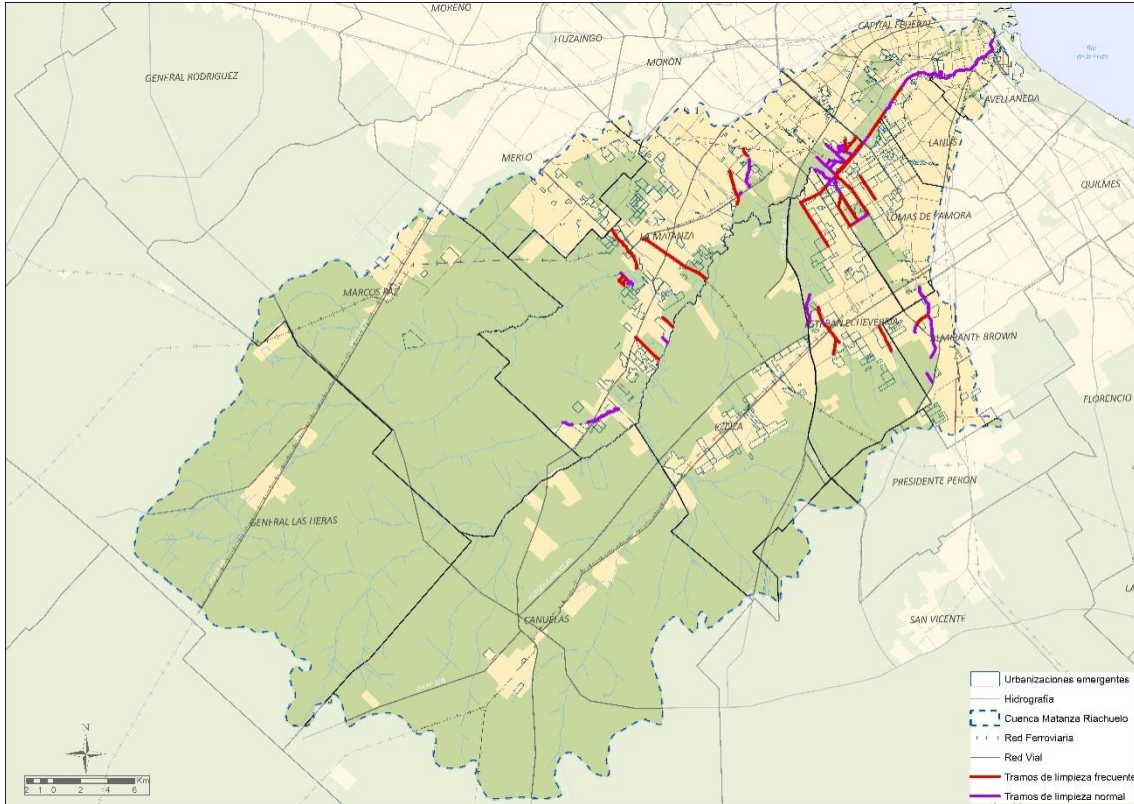 MORENO
CAPITAL FEDERAL
ITUZAINGO
Río
de la Plata
MORON
GENERAL RODRIGUEZ
AVELLANEDA
LANUS
MERLO
QUILMES
LOMAS DE ZAMORA
LA MATANZA
MARCOS PAZ
ESTEBAN ECHEVERRIA
ALMIRANTE BROWN
FLORENCIO
EZEIZA
PRESIDENTE PERON
GENERAL LAS HERAS
LA
CAÑUELAS
SAN VICENTE
Urbanizaciones emergentes
Hidrografía
Cuenca Matanza Riachuelo
Red Ferroviaria
Red Vial
Tramos de limpieza frecuente
Tramos de limpieza normal
Z
2 1 0 2 4 6 Km